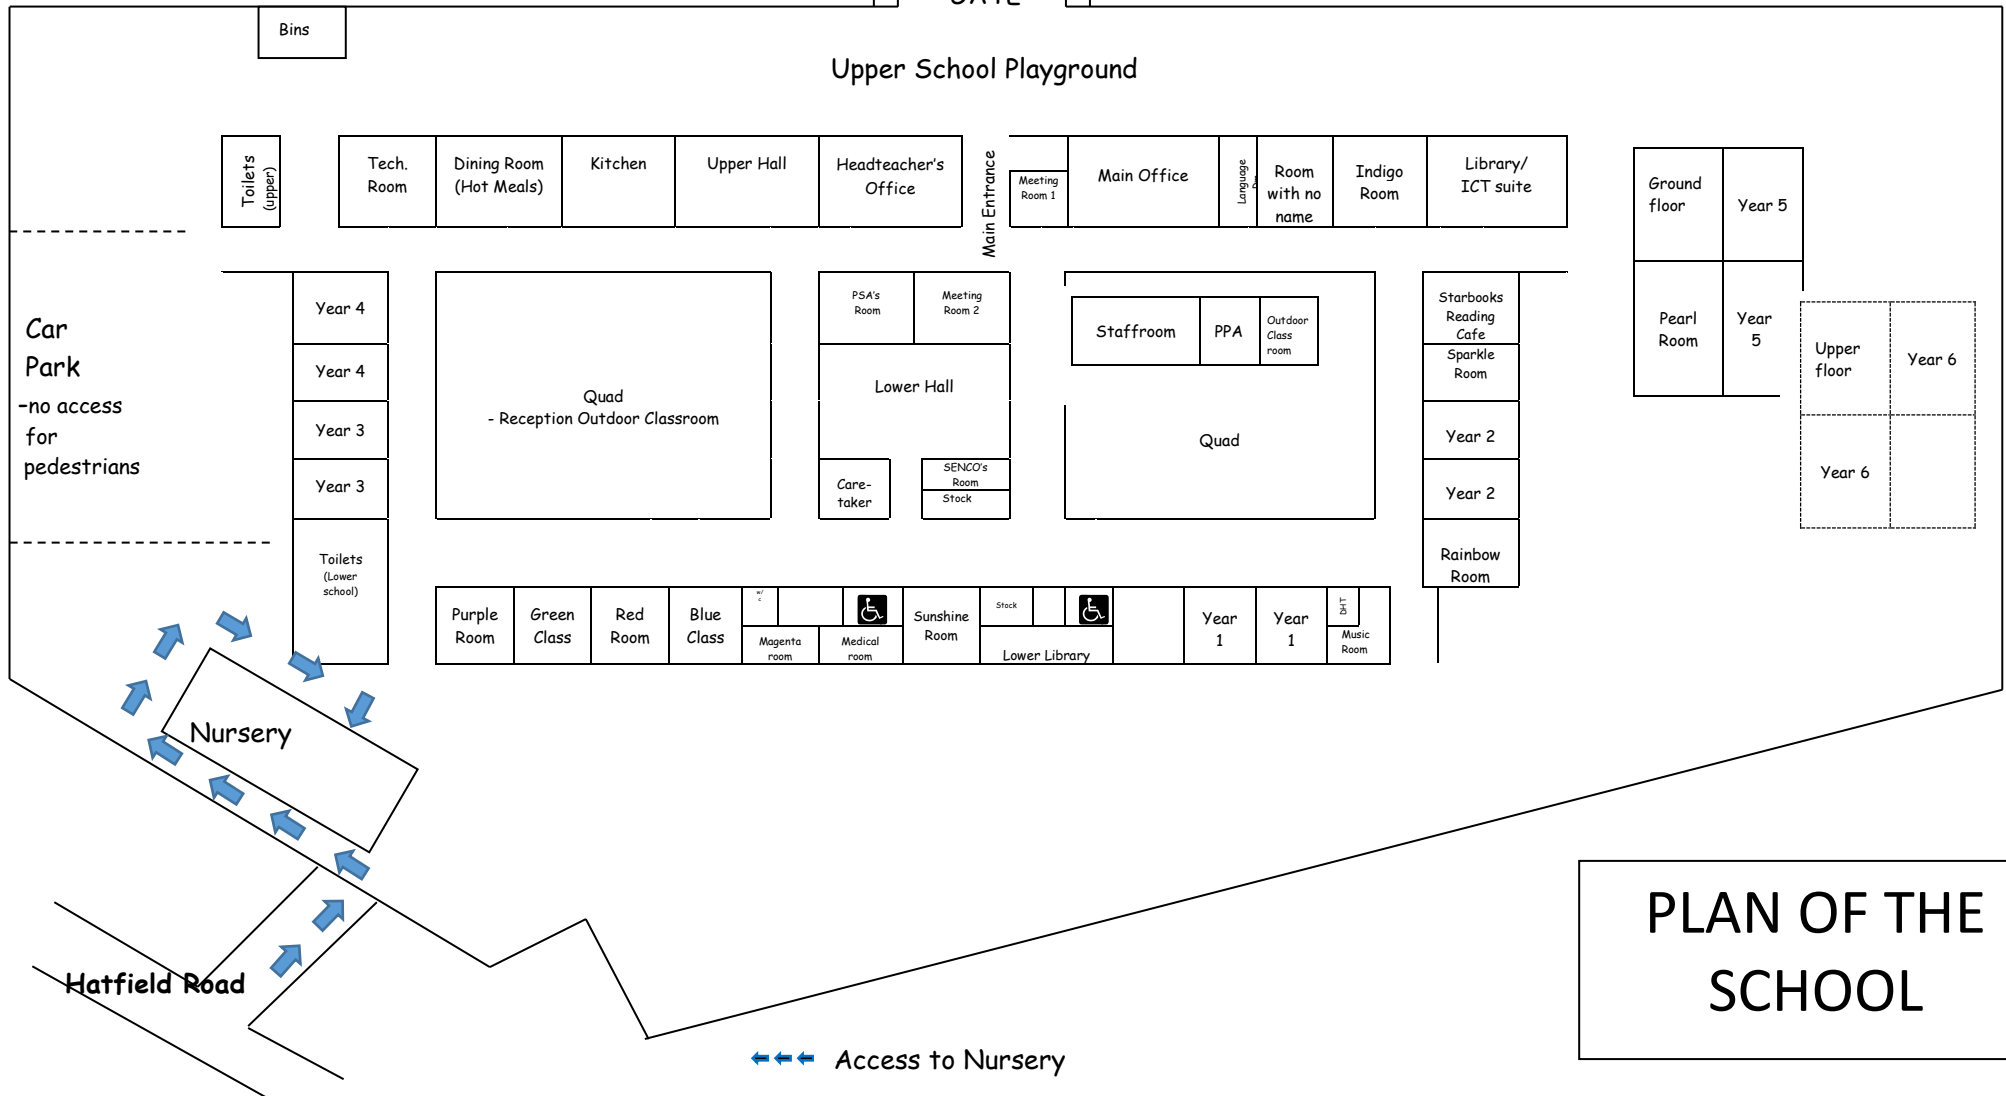 GATE
Bins
Upper School Playground
Toilets
(upper)
Tech.
Room
Dining Room
(Hot Meals)
Kitchen
Upper Hall
Headteacher's
Office
Main Entrance
Meeting
Room 1
Main Office
Language
Room
with no
name
Indigo
Room
Library/
ICT suite
Ground
floor
Year 5
Pearl
Room
Year
5
Upper
floor
Year 6
Year 6
Car
Park
-no access
for
pedestrians
Year 4
Year 4
Year 3
Year 3
Toilets
(Lower
school)
Quad
- Reception Outdoor Classroom
PSA's
Room
Meeting
Room 2
Lower Hall
Care-
taker
SENCO's
Room
Stock
Staffroom
PPA
Outdoor
Class
room
Quad
Starbooks
Reading
Cafe
Sparkle
Room
Year 2
Year 2
Rainbow
Room
Purple
Room
Green
Class
Red
Room
Blue
Class
w/
c
Magenta
room
Medical
room
Sunshine
Room
Stock
Lower Library
Year
1
Year
1
DHT
Music
Room
Nursery
Hatfield Road
Access to Nursery
PLAN OF THE
SCHOOL